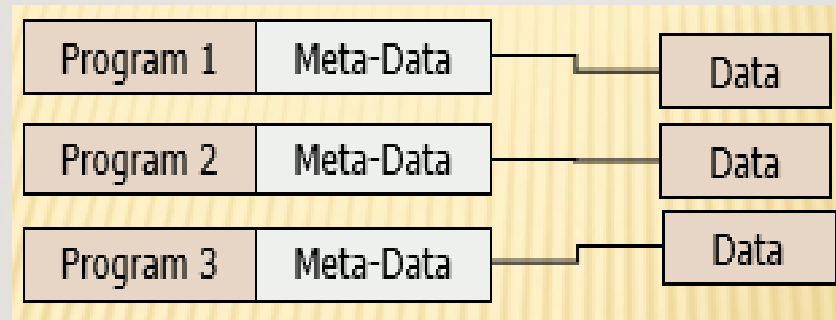 Program 1 Meta-Data Data
Program 2 Meta-Data Data
Program 3 Meta-Data Data